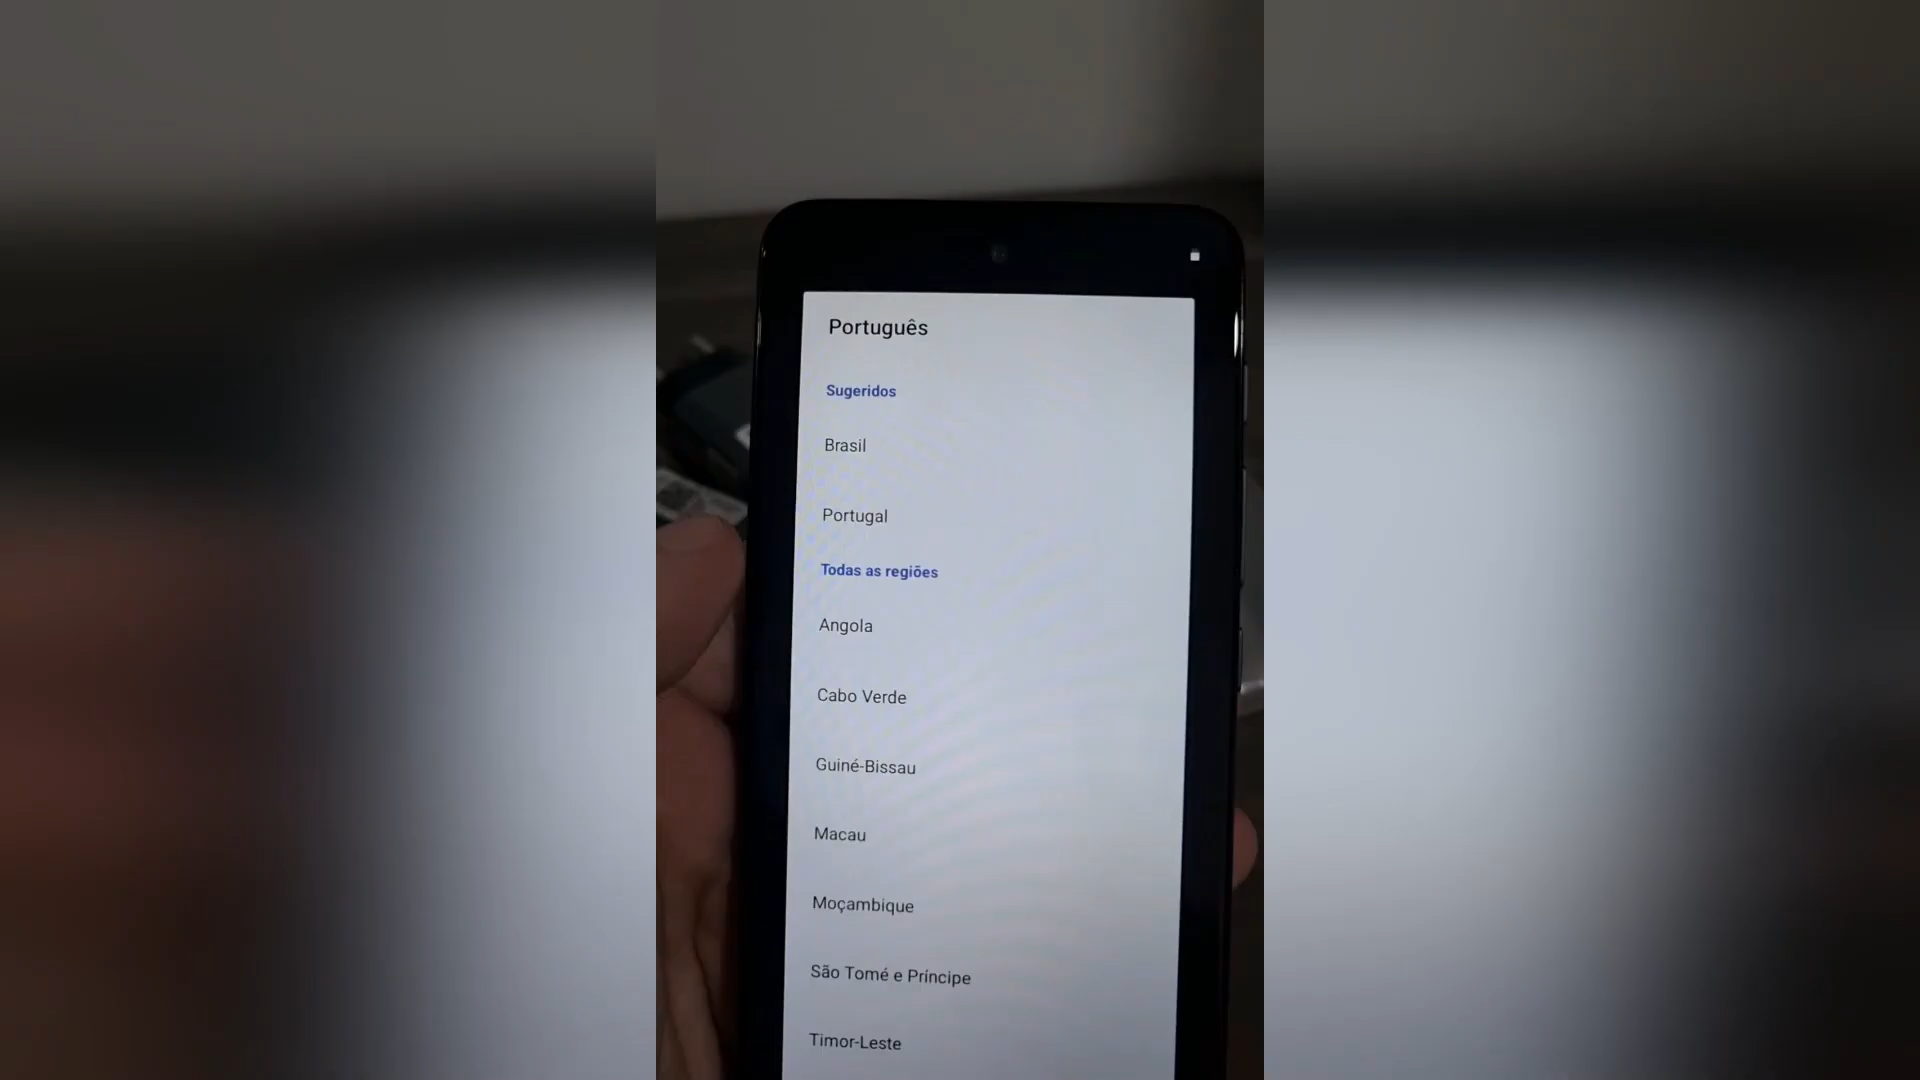 Português
Sugeridos
Brasil
Portugal
Todas as regiões
Angola
Cabo Verde
Guiné-Bissau
Macau
Moçambique
São Tomé e Príncipe
Timor-Leste